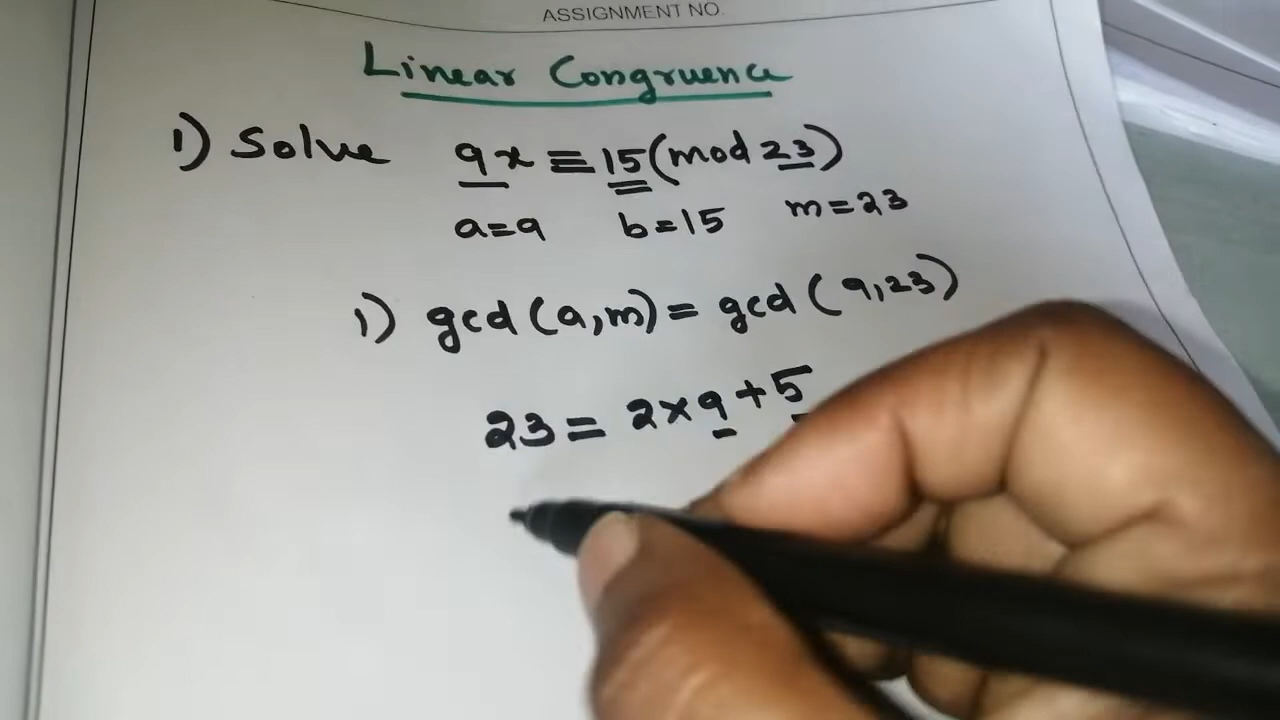 ASSIGNMENT NO.
Linear Congruence
1) Solve 9x ≡ 15(mod 23)
a=9 b=15 m=23
1) gcd(a,m)= gcd(9,23)
23 = 2×9+5